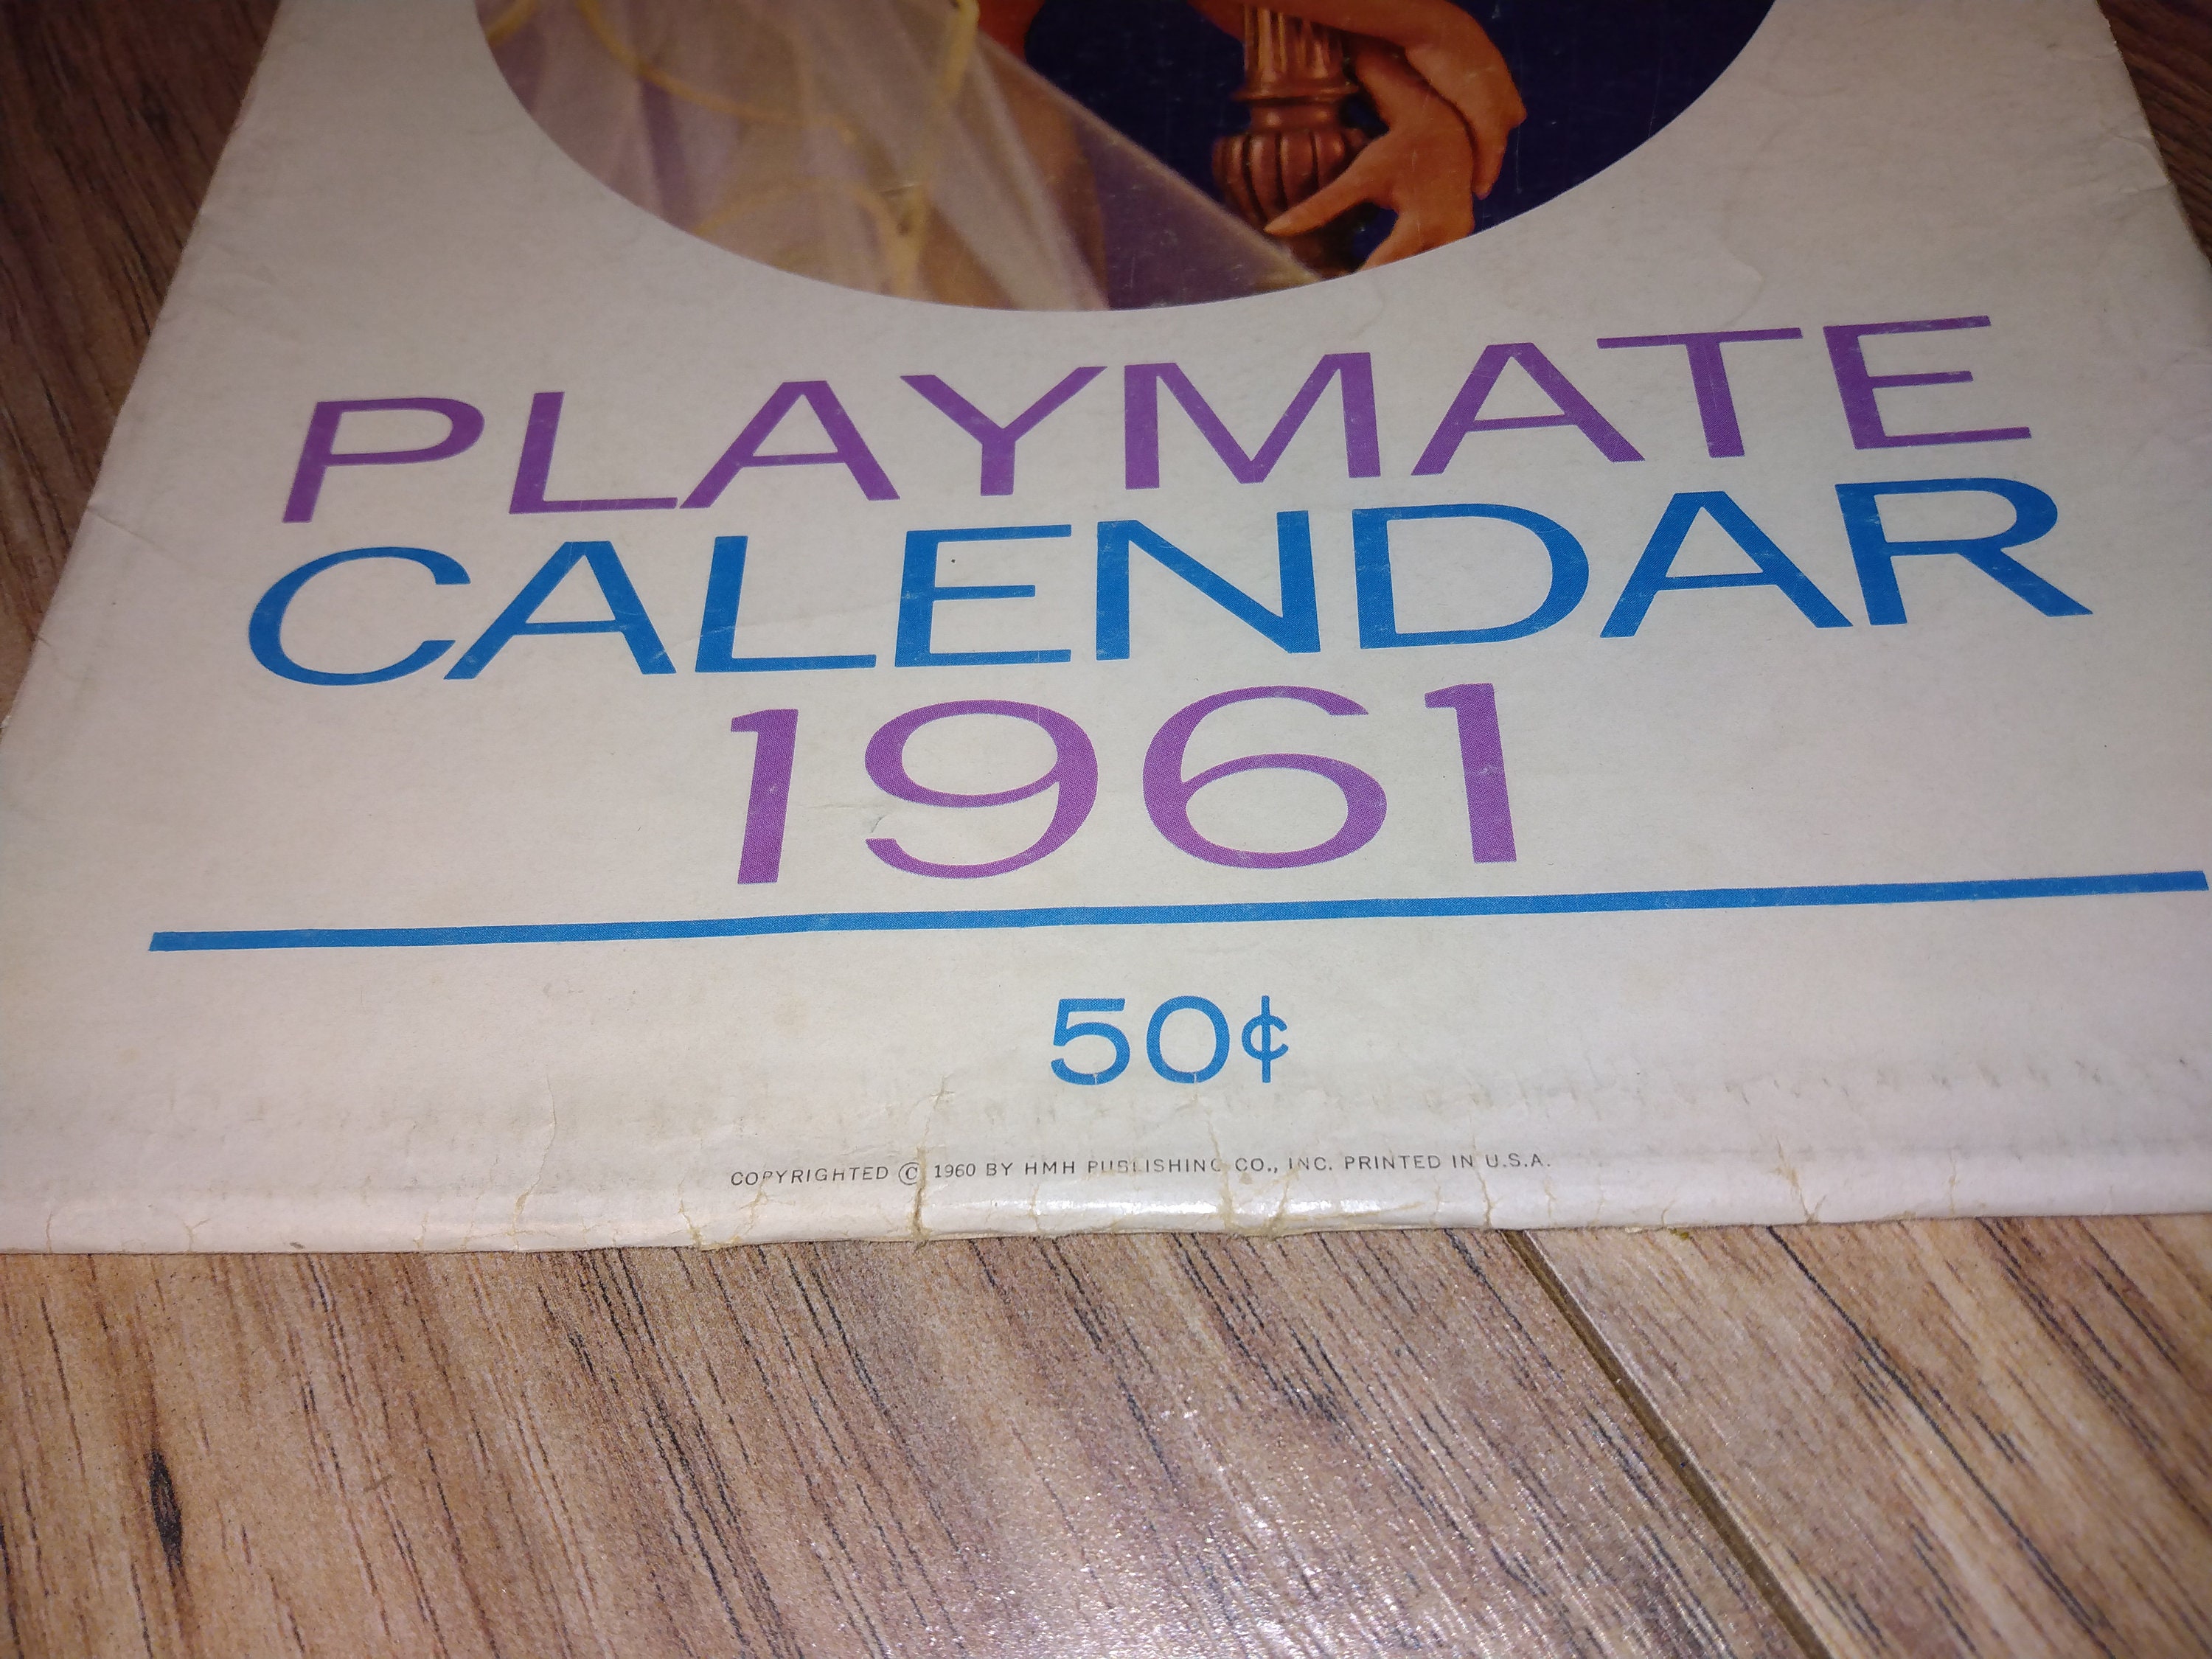 PLAYMATE
CALENDAR
1961
50¢
COPYRIGHTED © 1960 BY HMH PUBLISHING CO., INC. PRINTED IN U.S.A.